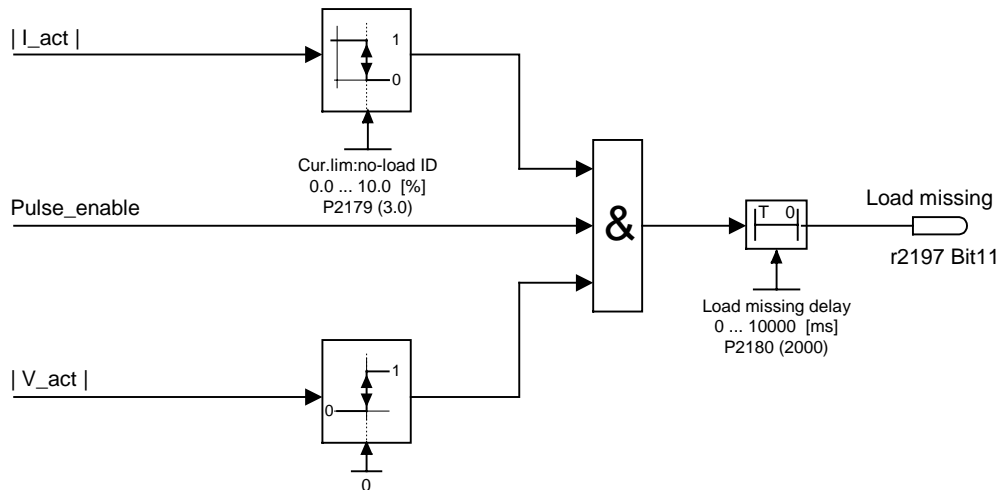 | I_act |
1
0
Cur.lim:no-load ID
0.0 ... 10.0 [%]
P2179 (3.0)
Pulse_enable
&
T 0
Load missing
r2197 Bit11
Load missing delay
0 ... 10000 [ms]
P2180 (2000)
| V_act |
1
0
0